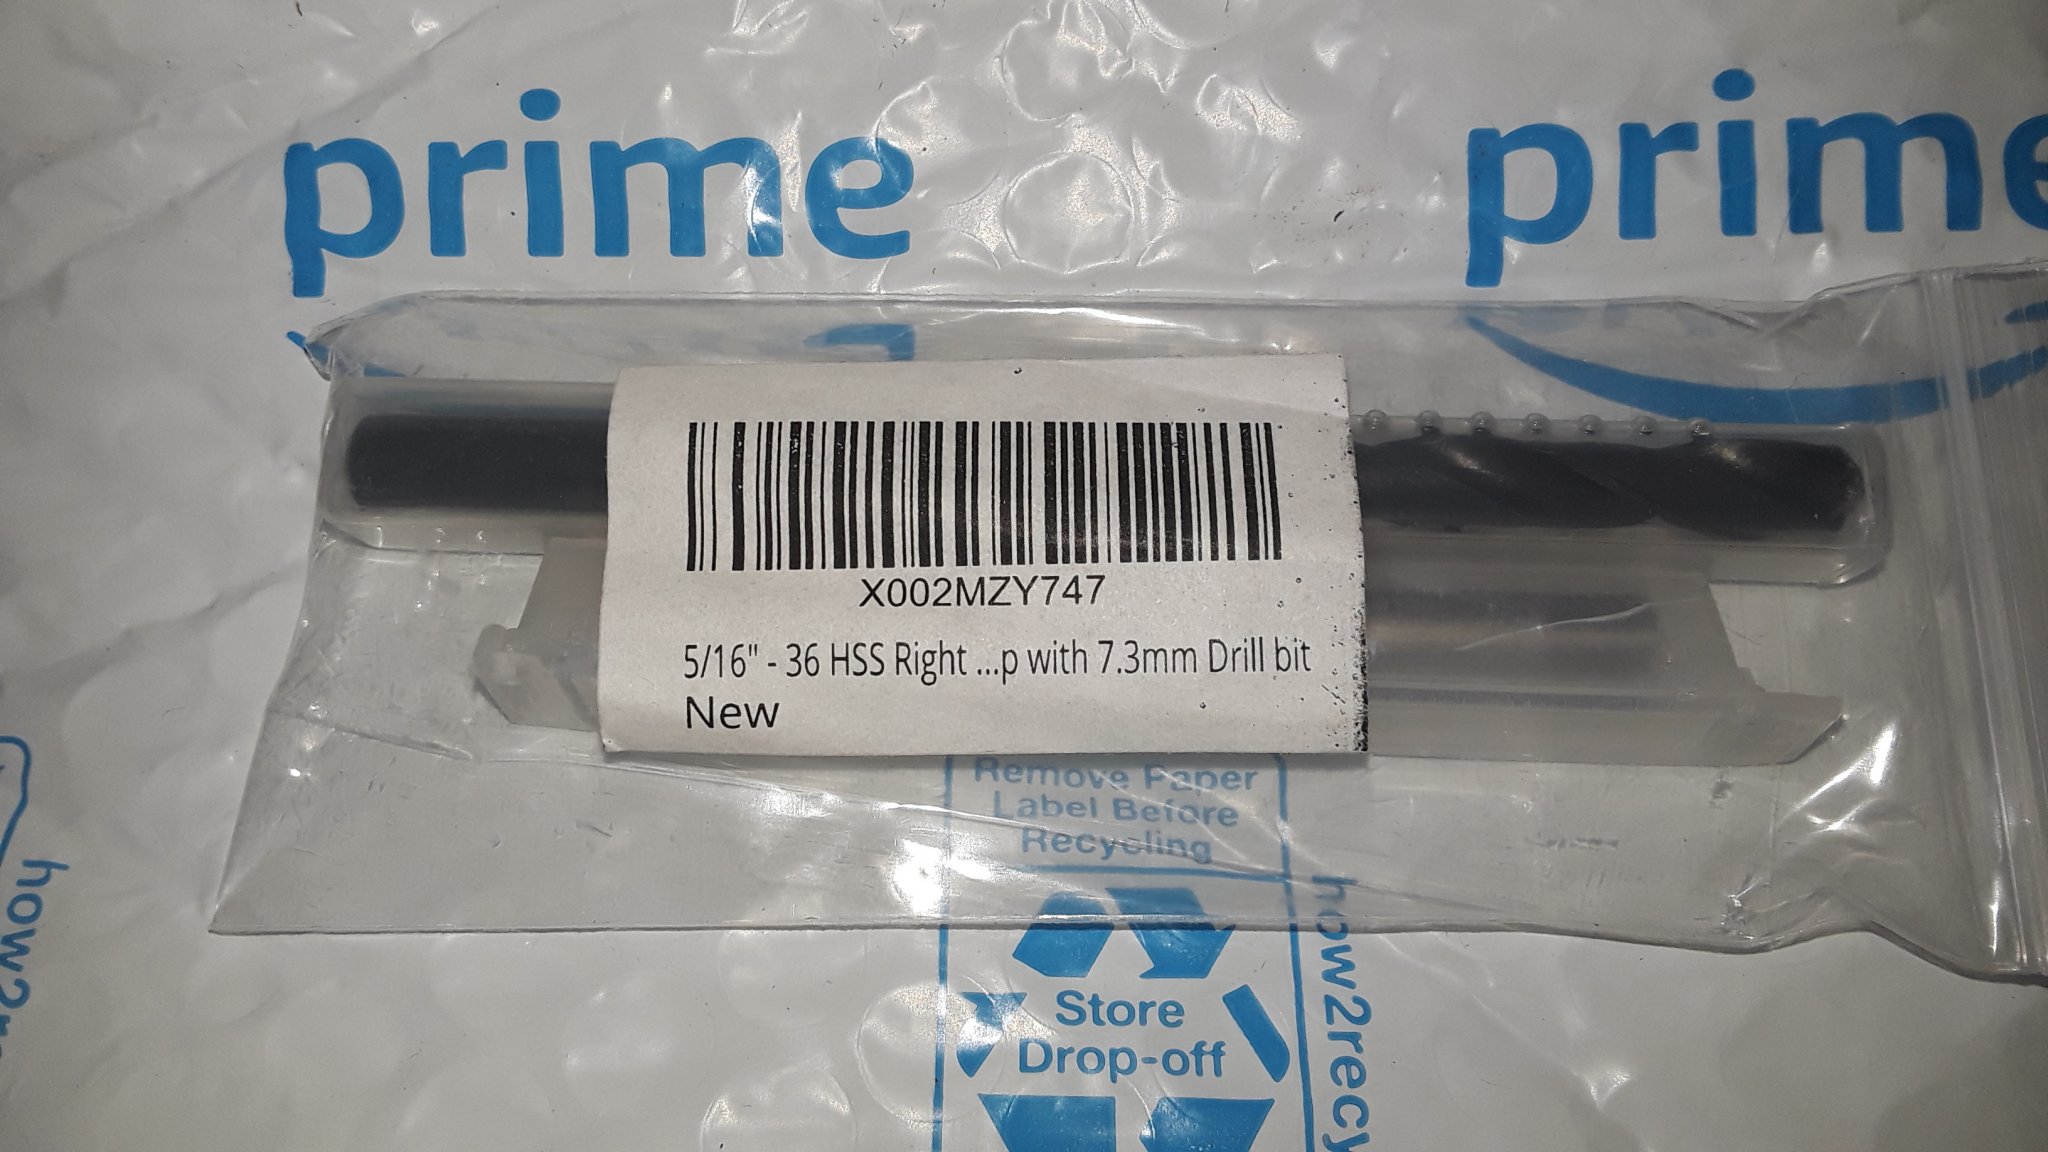 prime
prime
X002MZY747
5/16" - 36 HSS Right ...p with 7.3mm Drill bit
New
Remove Paper
Label Before
Recycling
Store
Drop-off
how2recy
how2r